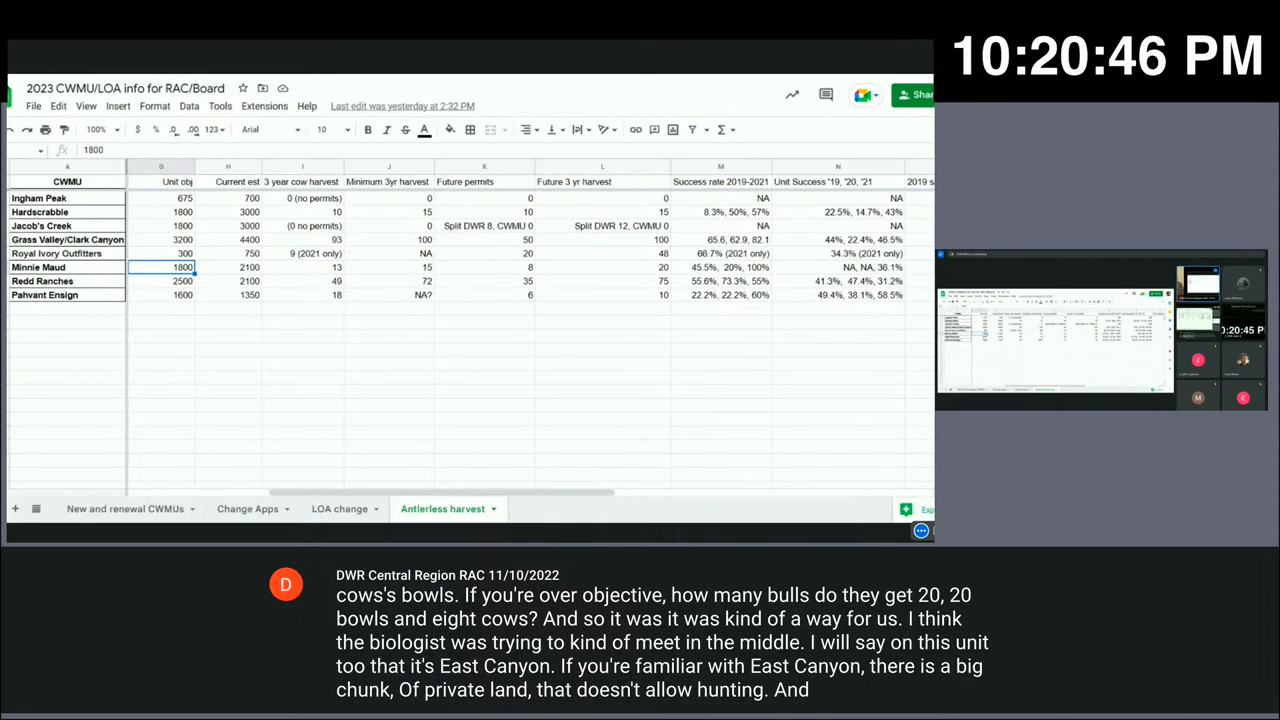 10:20:46 PM
2023 CWMU/LOA info for RAC/Board
Shar
File Edit View Insert Format Data Tools Extensions Help Last edit was yesterday at 2:32 PM
100% $ % .0 .00 123 Arial 10 B I S A
fx 1800
A G H I J K L M N
CWMU Unit obj Current est 3 year cow harvest Minimum 3yr harvest Future permits Future 3 yr harvest Success rate 2019-2021 Unit Success '19, '20, '21 2019 s
Ingham Peak 675 700 0 (no permits) 0 0 0 NA NA
Hardscrabble 1800 3000 10 15 10 15 8.3%, 50%, 57% 22.5%, 14.7%, 43%
Jacob's Creek 1800 3000 (0 no permits) 0 Split DWR 8, CWMU 0 Split DWR 12, CWMU 0 NA NA
Grass Valley/Clark Canyon 3200 4400 93 100 50 100 65.6, 62.9, 82.1 44%, 22.4%, 46.5%
Royal Ivory Outfitters 300 750 9 (2021 only) NA 20 48 66.7% (2021 only) 34.3% (2021 only)
Minnie Maud 1800 2100 13 15 8 20 45.5%, 20%, 100% NA, NA, 36.1%
Redd Ranches 2500 2100 49 72 35 75 55.6%, 73.3%, 55% 41.3%, 47.4%, 31.2%
Pahvant Ensign 1600 1350 18 NA? 6 10 22.2%, 22.2%, 60% 49.4%, 38.1%, 58.5%
:20:45 PM
Z
M E
New and renewal CWMUs Change Apps LOA change Antlerless harvest Exp
D
DWR Central Region RAC 11/10/2022
cows's bowls. If you're over objective, how many bulls do they get 20, 20
bowls and eight cows? And so it was it was kind of a way for us. I think
the biologist was trying to kind of meet in the middle. I will say on this unit
too that it's East Canyon. If you're familiar with East Canyon, there is a big
chunk, Of private land, that doesn't allow hunting. And